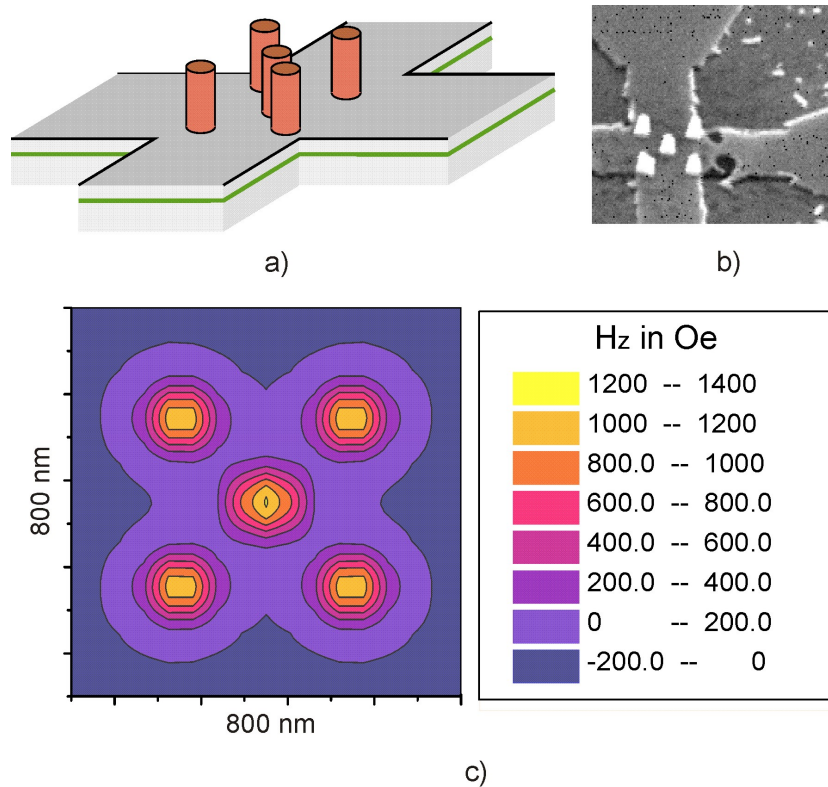 a)
b)
800 nm
800 nm
Hz in Oe
1200 -- 1400
1000 -- 1200
800.0 -- 1000
600.0 -- 800.0
400.0 -- 600.0
200.0 -- 400.0
0 -- 200.0
-200.0 -- 0
c)